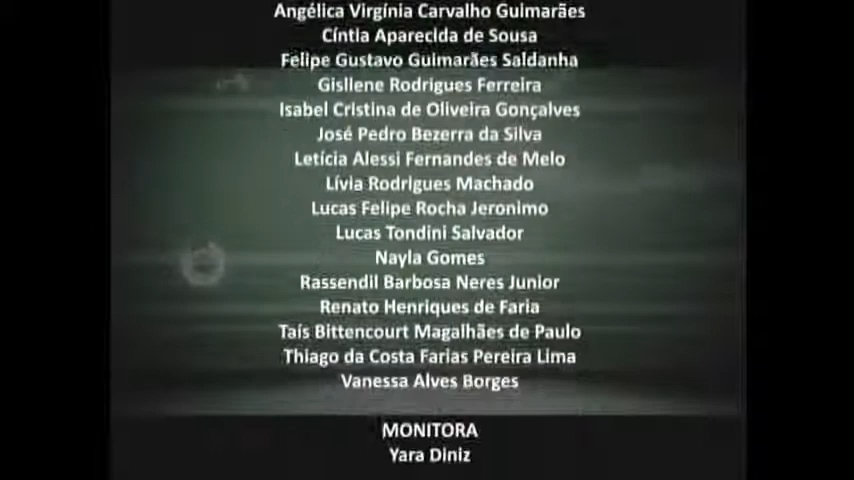 Angélica Virgínia Carvalho Guimarães
Cíntia Aparecida de Sousa
Felipe Gustavo Guimarães Saldanha
Gisllene Rodrigues Ferreira
Isabel Cristina de Oliveira Gonçalves
José Pedro Bezerra da Silva
Letícia Alessi Fernandes de Melo
Lívia Rodrigues Machado
Lucas Felipe Rocha Jeronimo
Lucas Tondini Salvador
Nayla Gomes
Rassendil Barbosa Neres Junior
Renato Henriques de Faria
Taís Bittencourt Magalhães de Paulo
Thiago da Costa Farias Pereira Lima
Vanessa Alves Borges
MONITORA
Yara Diniz